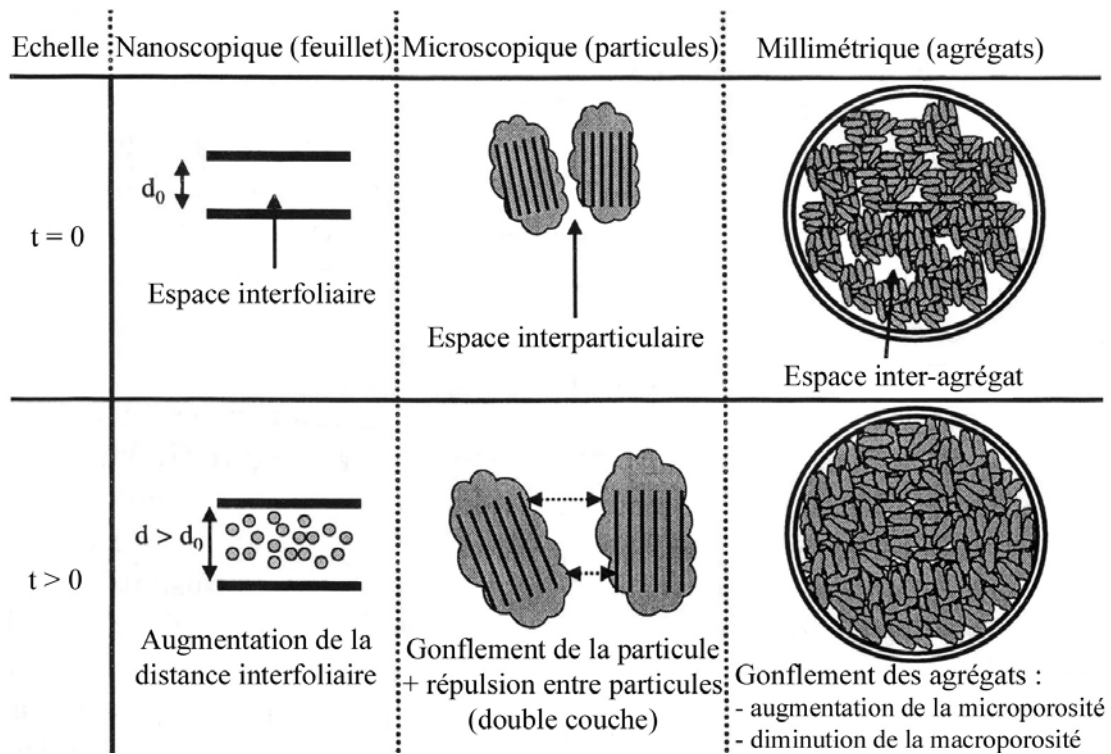 Echelle
Nanoscopique (feuillet)
Microscopique (particules)
Millimétrique (agrégats)
t = 0
d₀
Espace interfoliaire
Espace interparticulaire
Espace inter-agrégat
t > 0
d > d₀
Augmentation de la
distance interfoliaire
Gonflement de la particule
+ répulsion entre particules
(double couche)
Gonflement des agrégats :
- augmentation de la microporosité
- diminution de la macroporosité